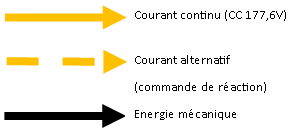 Courant continu (CC 177,6V)
Courant alternatif
(commande de réaction)
Energie mécanique